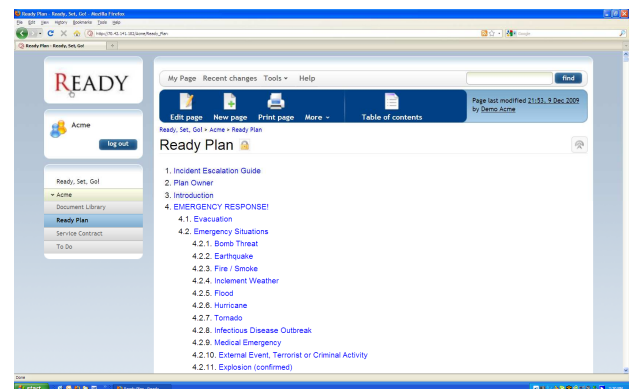 Ready Plan - Ready, Set, Go! - Mozilla Firefox
File Edit View History Bookmarks Tools Help
Google
Ready Plan - Ready, Set, Go!
READY
My Page Recent changes Tools Help
find
Edit page New page Print page More Table of contents
Page last modified 21:53, 9 Dec 2009
by Demo Acme
Acme
log out
Ready, Set, Go! » Acme » Ready Plan
Ready Plan
Ready, Set, Go!
Acme
Document Library
Ready Plan
Service Contract
To Do
1. Incident Escalation Guide
2. Plan Owner
3. Introduction
4. EMERGENCY RESPONSE!
4.1. Evacuation
4.2. Emergency Situations
4.2.1. Bomb Threat
4.2.2. Earthquake
4.2.3. Fire / Smoke
4.2.4. Inclement Weather
4.2.5. Flood
4.2.6. Hurricane
4.2.7. Tornado
4.2.8. Infectious Disease Outbreak
4.2.9. Medical Emergency
4.2.10. External Event, Terrorist or Criminal Activity
4.2.11. Explosion (confirmed)
Done
start